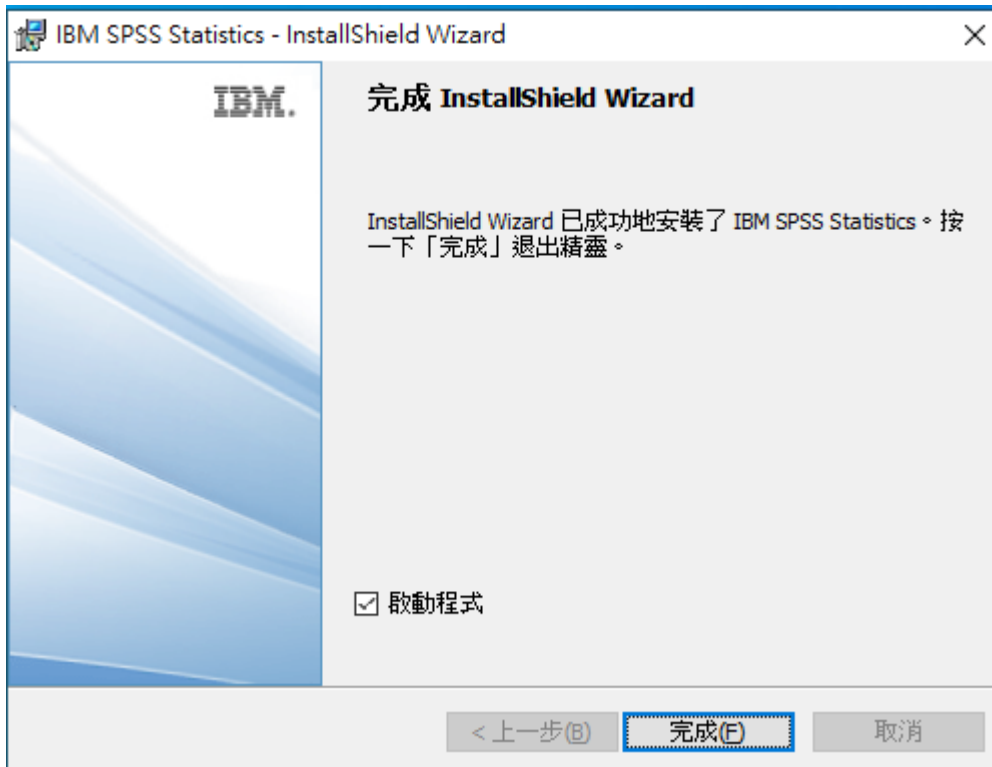 IBM SPSS Statistics - InstallShield Wizard
IBM.
完成 InstallShield Wizard
InstallShield Wizard 已成功地安裝了 IBM SPSS Statistics。按
一下「完成」退出精靈。
啟動程式
< 上一步(B)
完成(F)
取消